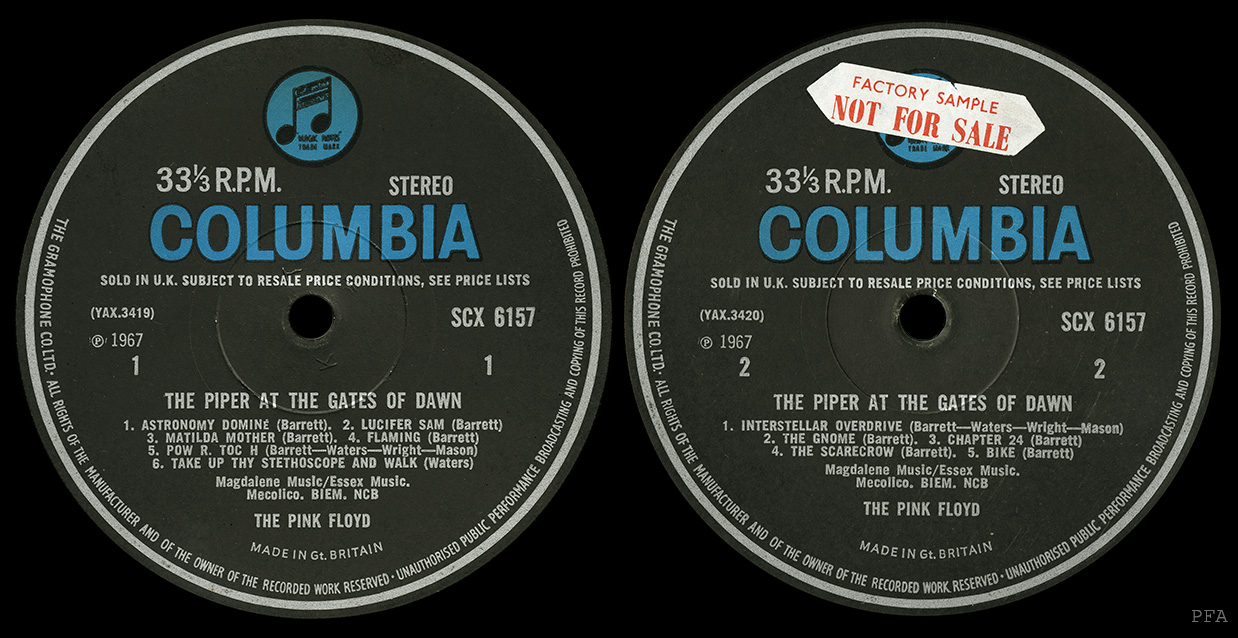 Columbia
"MAGIC NOTES"
TRADE MARK
33⅓ R.P.M. STEREO
COLUMBIA
SOLD IN U.K. SUBJECT TO RESALE PRICE CONDITIONS, SEE PRICE LISTS
(YAX.3419) SCX 6157
℗ 1967
1 1
THE PIPER AT THE GATES OF DAWN
1. ASTRONOMY DOMINÉ (Barrett). 2. LUCIFER SAM (Barrett)
3. MATILDA MOTHER (Barrett). 4. FLAMING (Barrett)
5. POW R. TOC H (Barrett—Waters—Wright—Mason)
6. TAKE UP THY STETHOSCOPE AND WALK (Waters)
Magdalene Music/Essex Music.
Mecolico. BIEM. NCB
THE PINK FLOYD
MADE IN Gt. BRITAIN
THE GRAMOPHONE CO. LTD. · ALL RIGHTS OF THE MANUFACTURER AND OF THE OWNER OF THE RECORDED WORK RESERVED · UNAUTHORISED PUBLIC PERFORMANCE BROADCASTING AND COPYING OF THIS RECORD PROHIBITED
FACTORY SAMPLE
NOT FOR SALE
TRADE MARK
33⅓ R.P.M. STEREO
COLUMBIA
SOLD IN U.K. SUBJECT TO RESALE PRICE CONDITIONS, SEE PRICE LISTS
(YAX.3420) SCX 6157
℗ 1967
2 2
THE PIPER AT THE GATES OF DAWN
1. INTERSTELLAR OVERDRIVE (Barrett—Waters—Wright—Mason)
2. THE GNOME (Barrett). 3. CHAPTER 24 (Barrett)
4. THE SCARECROW (Barrett). 5. BIKE (Barrett)
Magdalene Music/Essex Music.
Mecolico. BIEM. NCB
THE PINK FLOYD
MADE IN Gt. BRITAIN
THE GRAMOPHONE CO. LTD. · ALL RIGHTS OF THE MANUFACTURER AND OF THE OWNER OF THE RECORDED WORK RESERVED · UNAUTHORISED PUBLIC PERFORMANCE BROADCASTING AND COPYING OF THIS RECORD PROHIBITED
PFA